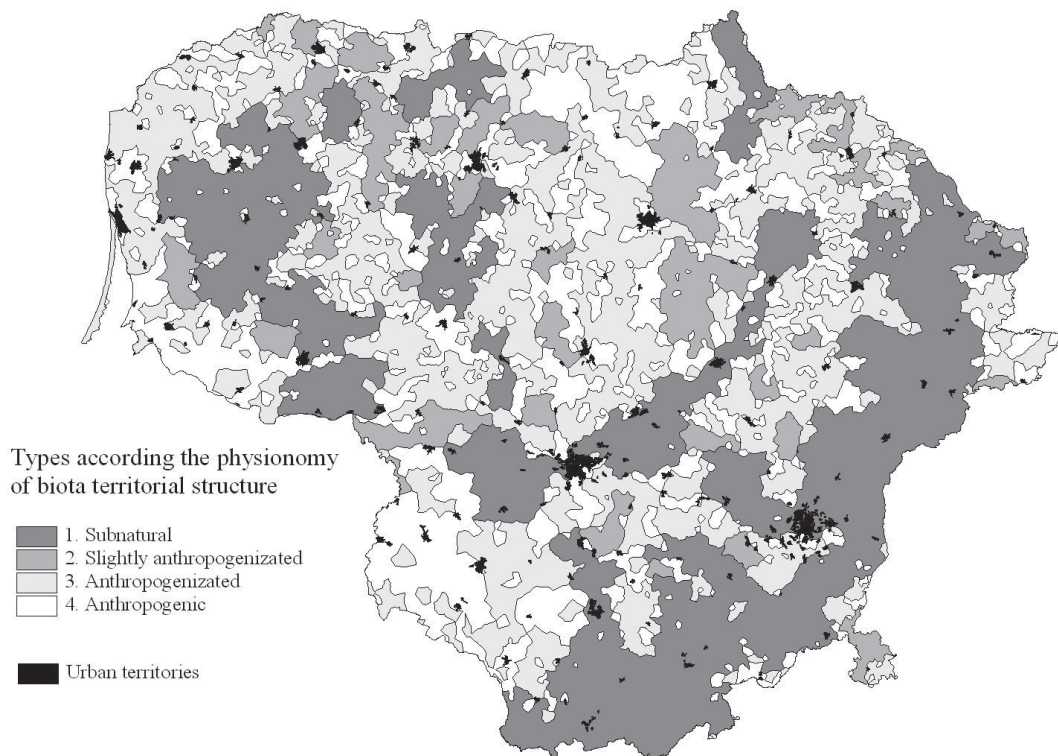 Types according the physionomy
of biota territorial structure
1. Subnatural
2. Slightly anthropogenizated
3. Anthropogenizated
4. Anthropogenic
Urban territories